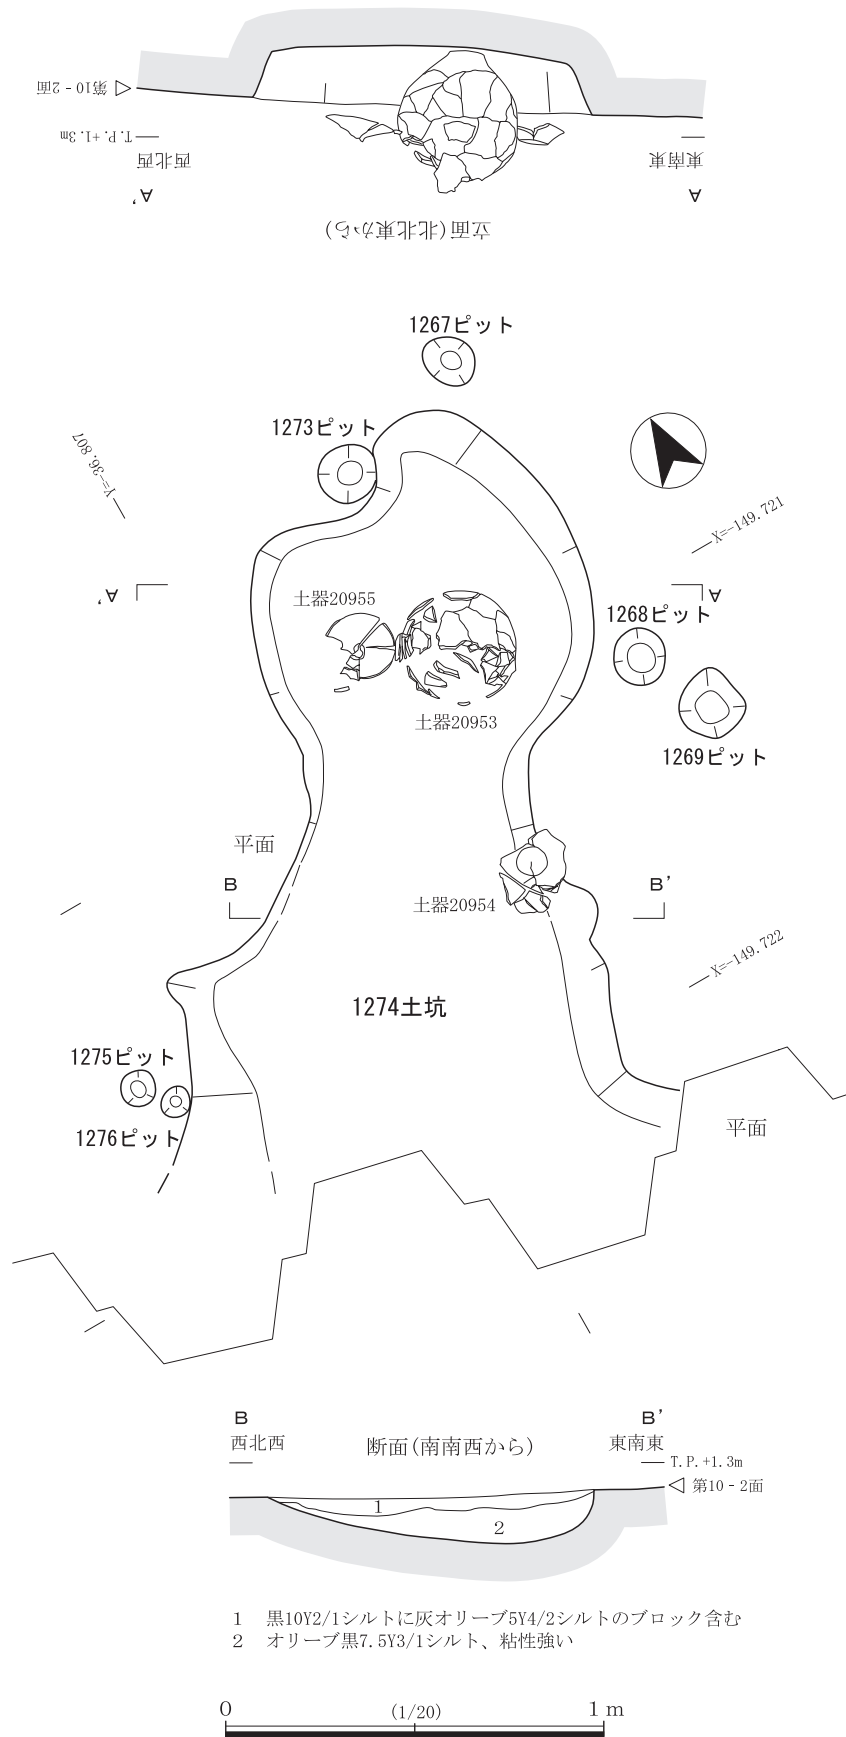 第10‐2面
T.P.+1.3m
西北西
東南東
A'
A
立面(北北東から)
1267ピット
1273ピット
Y=-36.807
X=-149.721
A'
A
土器20955
1268ピット
土器20953
1269ピット
平面
B
B'
土器20954
X=-149.722
1274土坑
1275ピット
1276ピット
平面
B
B'
西北西
断面(南南西から)
東南東
T.P.+1.3m
第10‐2面
1
2
1 黒10Y2/1シルトに灰オリーブ5Y4/2シルトのブロック含む
2 オリーブ黒7.5Y3/1シルト、粘性強い
0 (1/20) 1m